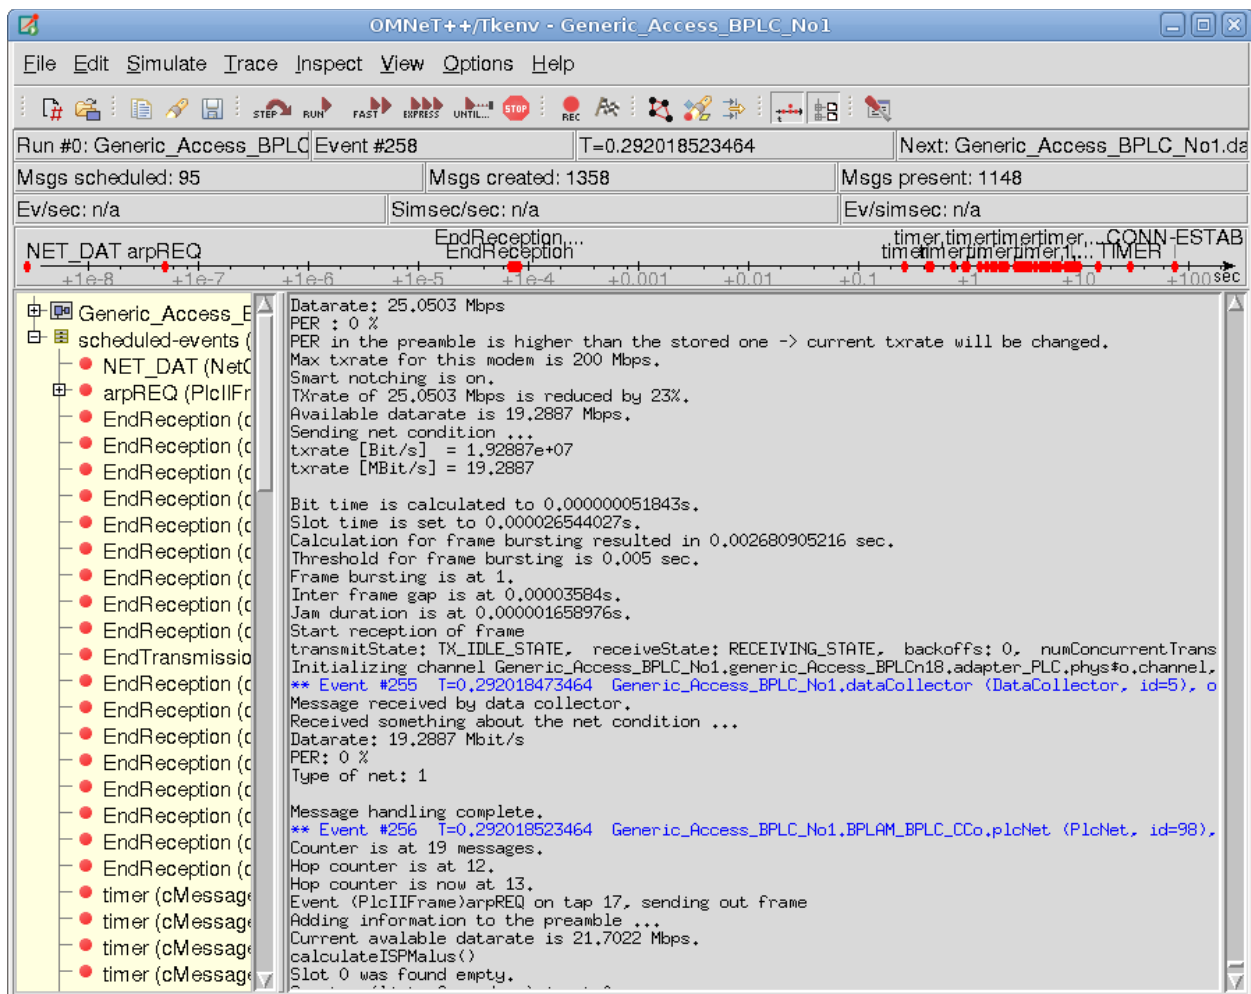 OMNeT++/Tkenv - Generic_Access_BPLC_No1
File Edit Simulate Trace Inspect View Options Help
STEP RUN FAST EXPRESS UNTIL... STOP REC
Run #0: Generic_Access_BPLC Event #258 T=0.292018523464 Next: Generic_Access_BPLC_No1.da
Msgs scheduled: 95 Msgs created: 1358 Msgs present: 1148
Ev/sec: n/a Simsec/sec: n/a Ev/simsec: n/a
EndReception,... timer,timertimertimer,...CONN-ESTAB
NET_DAT arpREQ EndReception TIMER
+1e-8 +1e-7 +1e-6 +1e-5 +1e-4 +0.001 +0.01 +0.1 +1 +10 +100 sec
Generic_Access_B
scheduled-events (
NET_DAT (NetC
arpREQ (PlcIIFr
EndReception (c
EndReception (c
EndReception (c
EndReception (c
EndReception (c
EndReception (c
EndReception (c
EndReception (c
EndReception (c
EndTransmissio
EndReception (c
EndReception (c
EndReception (c
EndReception (c
EndReception (c
EndReception (c
EndReception (c
EndReception (c
timer (cMessage
timer (cMessage
timer (cMessage
timer (cMessage
Datarate: 25.0503 Mbps
PER : 0 %
PER in the preamble is higher than the stored one -> current txrate will be changed.
Max txrate for this modem is 200 Mbps.
Smart notching is on.
TXrate of 25.0503 Mbps is reduced by 23%.
Available datarate is 19.2887 Mbps.
Sending net condition ...
txrate [Bit/s]  = 1.92887e+07
txrate [MBit/s] = 19.2887
Bit time is calculated to 0.000000051843s.
Slot time is set to 0.000026544027s.
Calculation for frame bursting resulted in 0.002680905216 sec.
Threshold for frame bursting is 0.005 sec.
Frame bursting is at 1.
Inter frame gap is at 0.00003584s.
Jam duration is at 0.000001658976s.
Start reception of frame
transmitState: TX_IDLE_STATE,  receiveState: RECEIVING_STATE,  backoffs: 0,  numConcurrentTrans
Initializing channel Generic_Access_BPLC_No1.generic_Access_BPLCn18.adapter_PLC.phys$o.channel,
** Event #255  T=0.292018473464  Generic_Access_BPLC_No1.dataCollector (DataCollector, id=5), o
Message received by data collector.
Received something about the net condition ...
Datarate: 19.2887 Mbit/s
PER: 0 %
Type of net: 1
Message handling complete.
** Event #256  T=0.292018523464  Generic_Access_BPLC_No1.BPLAM_BPLC_CCo.plcNet (PlcNet, id=98),
Counter is at 19 messages.
Hop counter is at 12.
Hop counter is now at 13.
Event (PlcIIFrame)arpREQ on tap 17, sending out frame
Adding information to the preamble ...
Current avalable datarate is 21.7022 Mbps.
calculateISPMalus()
Slot 0 was found empty.